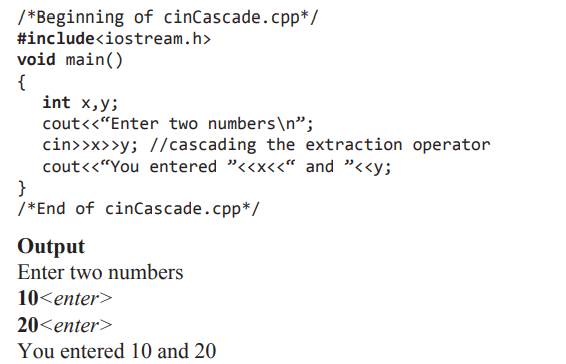 /*Beginning of cinCascade.cpp*/
#include<iostream.h>
void main()
{
int x,y;
cout<<“Enter two numbers\n”;
cin>>x>>y; //cascading the extraction operator
cout<<“You entered ”<<x<<“ and ”<<y;
}
/*End of cinCascade.cpp*/
Output
Enter two numbers
10<enter>
20<enter>
You entered 10 and 20